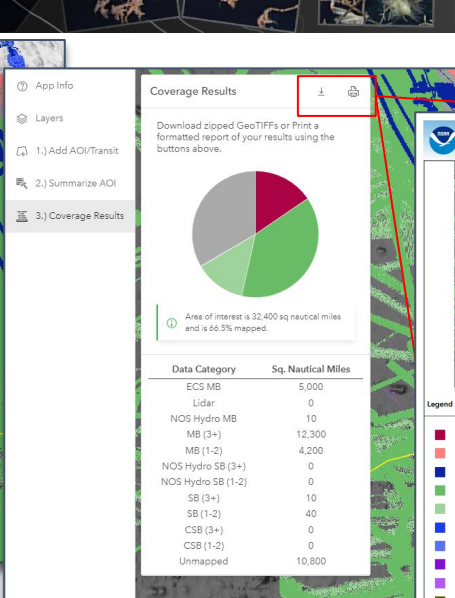 App Info
Layers
1.) Add AOI/Transit
2.) Summarize AOI
3.) Coverage Results
Coverage Results
Download zipped GeoTIFFs or Print a
formatted report of your results using the
buttons above.
Area of interest is 32,400 sq nautical miles
and is 66.5% mapped.
Data Category Sq. Nautical Miles
ECS MB 5,000
Lidar 0
NOS Hydro MB 10
MB (3+) 12,300
MB (1-2) 4,200
NOS Hydro SB (3+) 0
NOS Hydro SB (1-2) 0
SB (3+) 10
SB (1-2) 40
CSB (3+) 0
CSB (1-2) 0
Unmapped 10,800
Legend